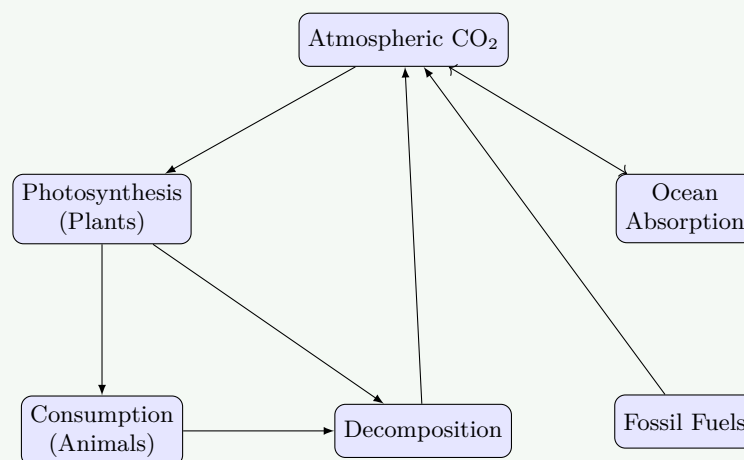 Atmospheric CO₂
Photosynthesis
(Plants)
Ocean
Absorption
Consumption
(Animals)
Decomposition
Fossil Fuels